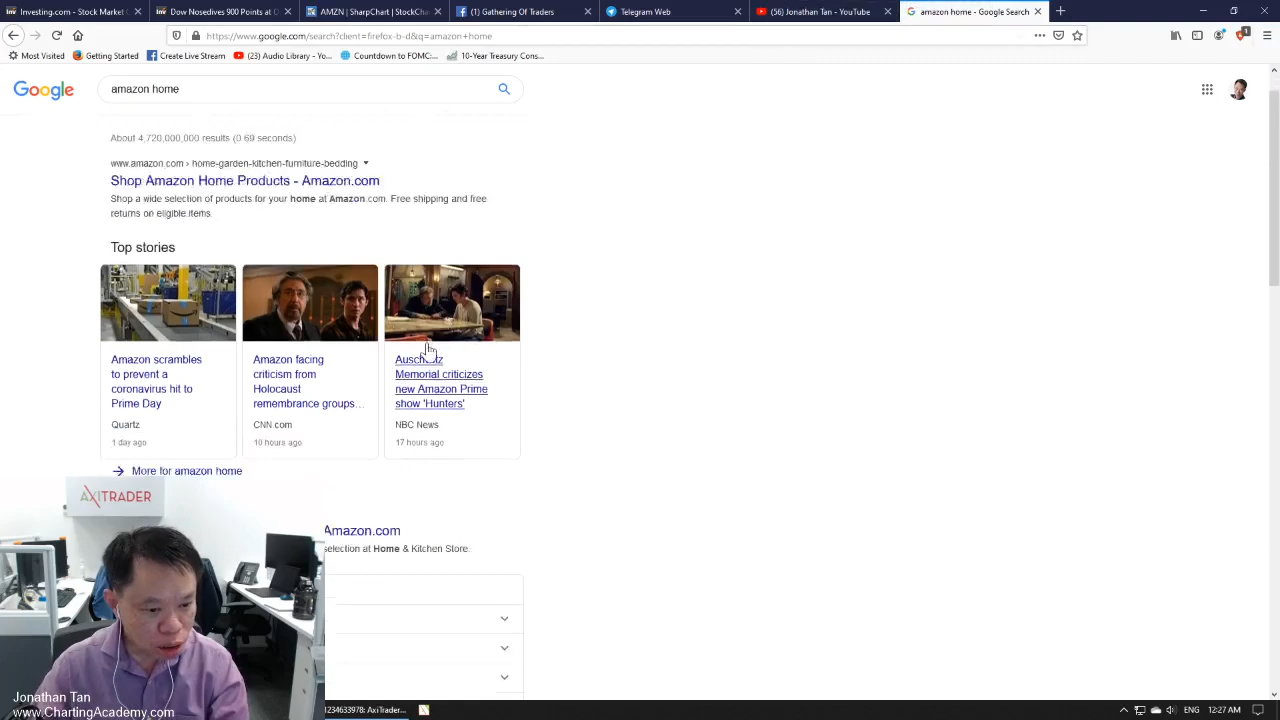 Investing.com - Stock Market Q
Dow Nosedives 900 Points at O
AMZN | SharpChart | StockCha
(1) Gathering Of Traders
Telegram Web
(56) Jonathan Tan - YouTube
amazon home - Google Search
https://www.google.com/search?client=firefox-b-d&q=amazon+home
Most Visited
Getting Started
Create Live Stream
(23) Audio Library - Yo...
Countdown to FOMC:...
10-Year Treasury Cons...
Google
amazon home
About 4,720,000,000 results (0.69 seconds)
www.amazon.com › home-garden-kitchen-furniture-bedding
Shop Amazon Home Products - Amazon.com
Shop a wide selection of products for your home at Amazon.com. Free shipping and free
returns on eligible items.
Top stories
Amazon scrambles
to prevent a
coronavirus hit to
Prime Day
Quartz
1 day ago
Amazon facing
criticism from
Holocaust
remembrance groups...
CNN.com
10 hours ago
Auschwitz
Memorial criticizes
new Amazon Prime
show 'Hunters'
NBC News
17 hours ago
More for amazon home
AXITRADER
Amazon.com
selection at Home & Kitchen Store.
Jonathan Tan
www.ChartingAcademy.com
1234633978: AxiTrader...
12:27 AM